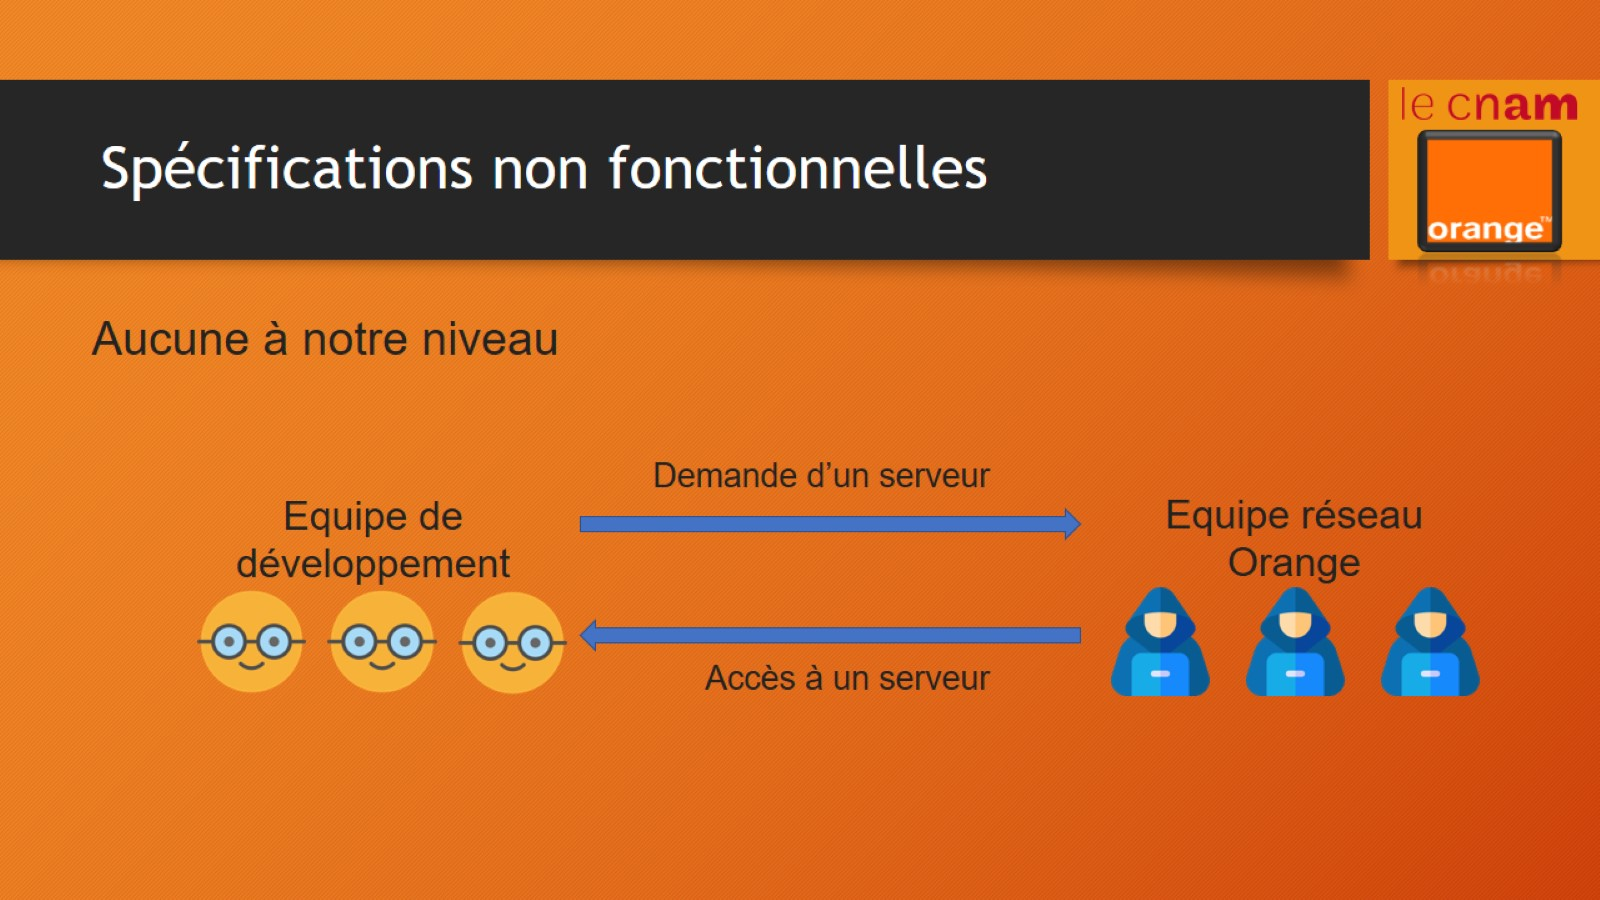 le cnam
Spécifications non fonctionnelles
orange™
Aucune à notre niveau
Demande d’un serveur
Equipe de
développement
Equipe réseau
Orange
Accès à un serveur